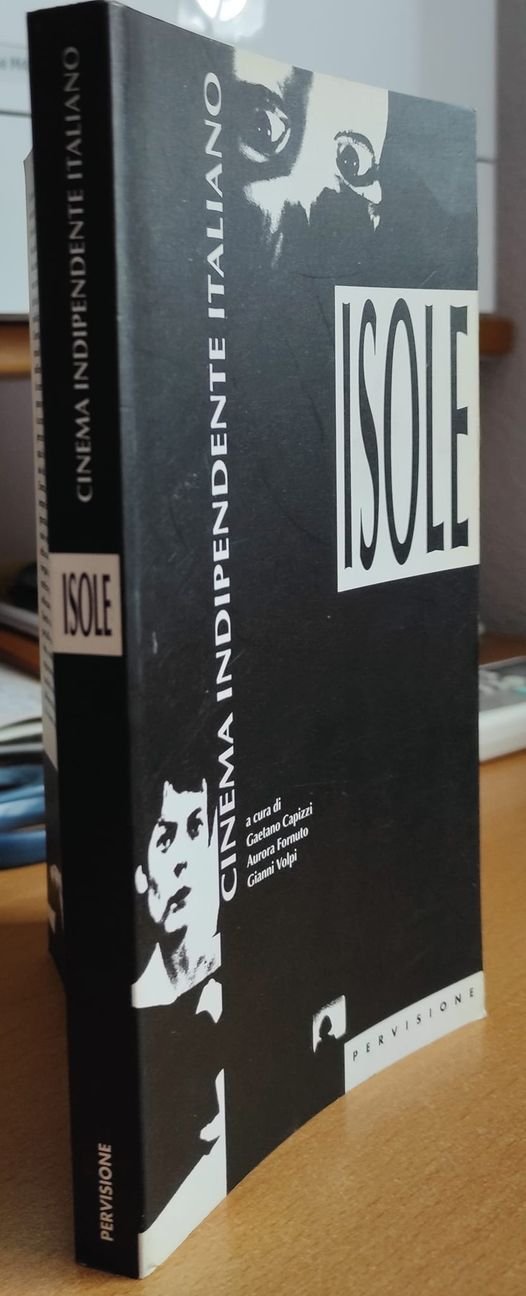 CINEMA INDIPENDENTE ITALIANO
ISOLE
PERVISIONE
CINEMA INDIPENDENTE ITALIANO
ISOLE
a cura di
Gaetano Capizzi
Aurora Fornuto
Gianni Volpi
PERVISIONE